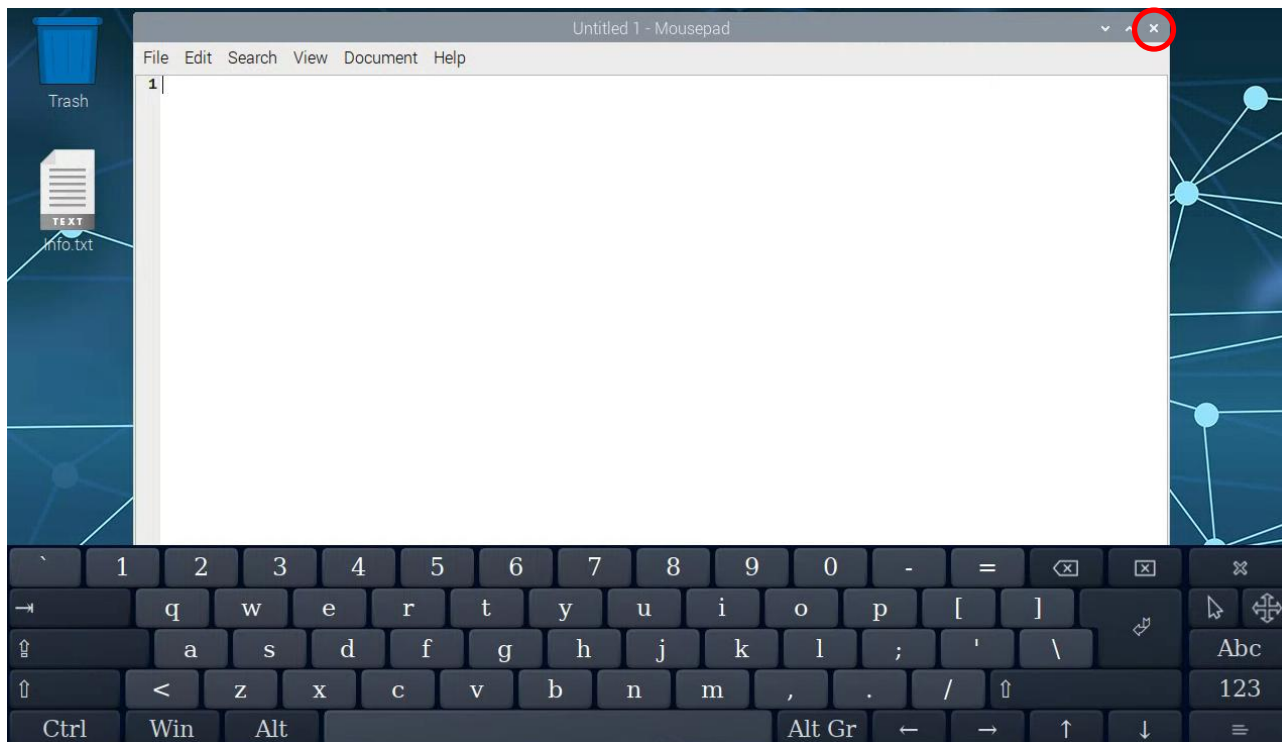 Untitled 1 - Mousepad
File Edit Search View Document Help
1
Trash
TEXT
Info.txt
` 1 2 3 4 5 6 7 8 9 0 - =
q w e r t y u i o p [ ]
a s d f g h j k l ; ' \ Abc
< z x c v b n m , . / 123
Ctrl Win Alt Alt Gr ← → ↑ ↓